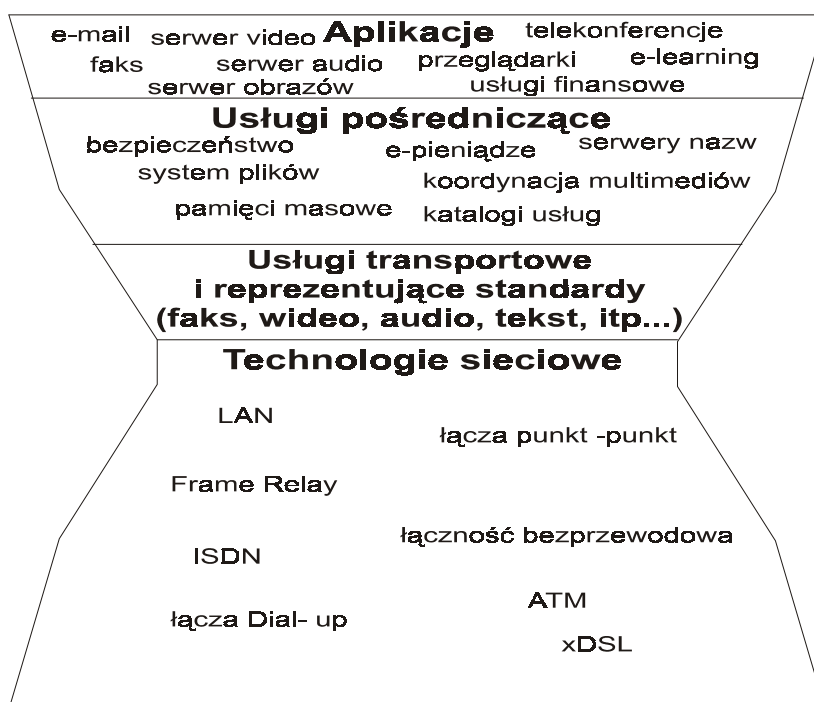 e-mail serwer video Aplikacje telekonferencje
faks serwer audio przeglądarki e-learning
serwer obrazów usługi finansowe
Usługi pośredniczące
bezpieczeństwo e-pieniądze serwery nazw
system plików koordynacja multimediów
pamięci masowe katalogi usług
Usługi transportowe
i reprezentujące standardy
(faks, wideo, audio, tekst, itp...)
Technologie sieciowe
LAN
łącza punkt -punkt
Frame Relay
łączność bezprzewodowa
ISDN
ATM
łącza Dial- up
xDSL